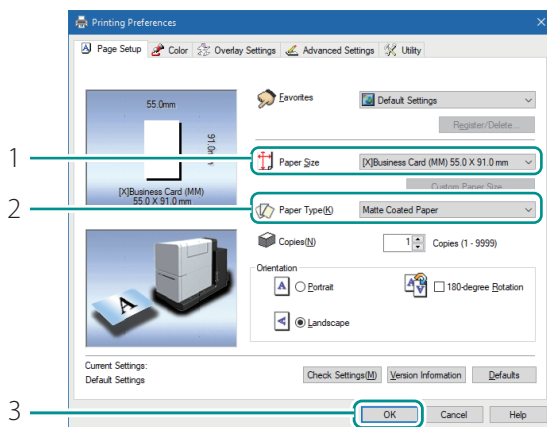 Printing Preferences
Page Setup Color Overlay Settings Advanced Settings Utility
55.0mm
91.0mm
[X]Business Card (MM)
55.0 X 91.0 mm
Favorites Default Settings
Register/Delete...
1 Paper Size [X]Business Card (MM) 55.0 X 91.0 mm
Custom Paper Size
2 Paper Type(K) Matte Coated Paper
Copies(N) 1 Copies (1 - 9999)
Orientation
A Portrait 180-degree Rotation
A Landscape
A
Current Settings:
Default Settings
Check Settings(M) Version Information Defaults
3 OK Cancel Help